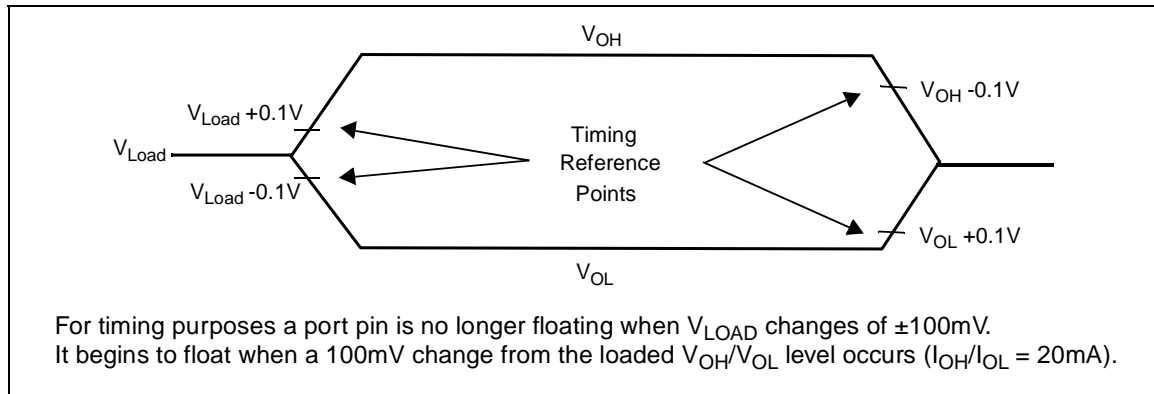 VOH
VLoad +0.1V
VOH -0.1V
Timing
Reference
Points
VLoad
VLoad -0.1V
VOL +0.1V
VOL
For timing purposes a port pin is no longer floating when VLOAD changes of ±100mV.
It begins to float when a 100mV change from the loaded VOH/VOL level occurs (IOH/IOL = 20mA).